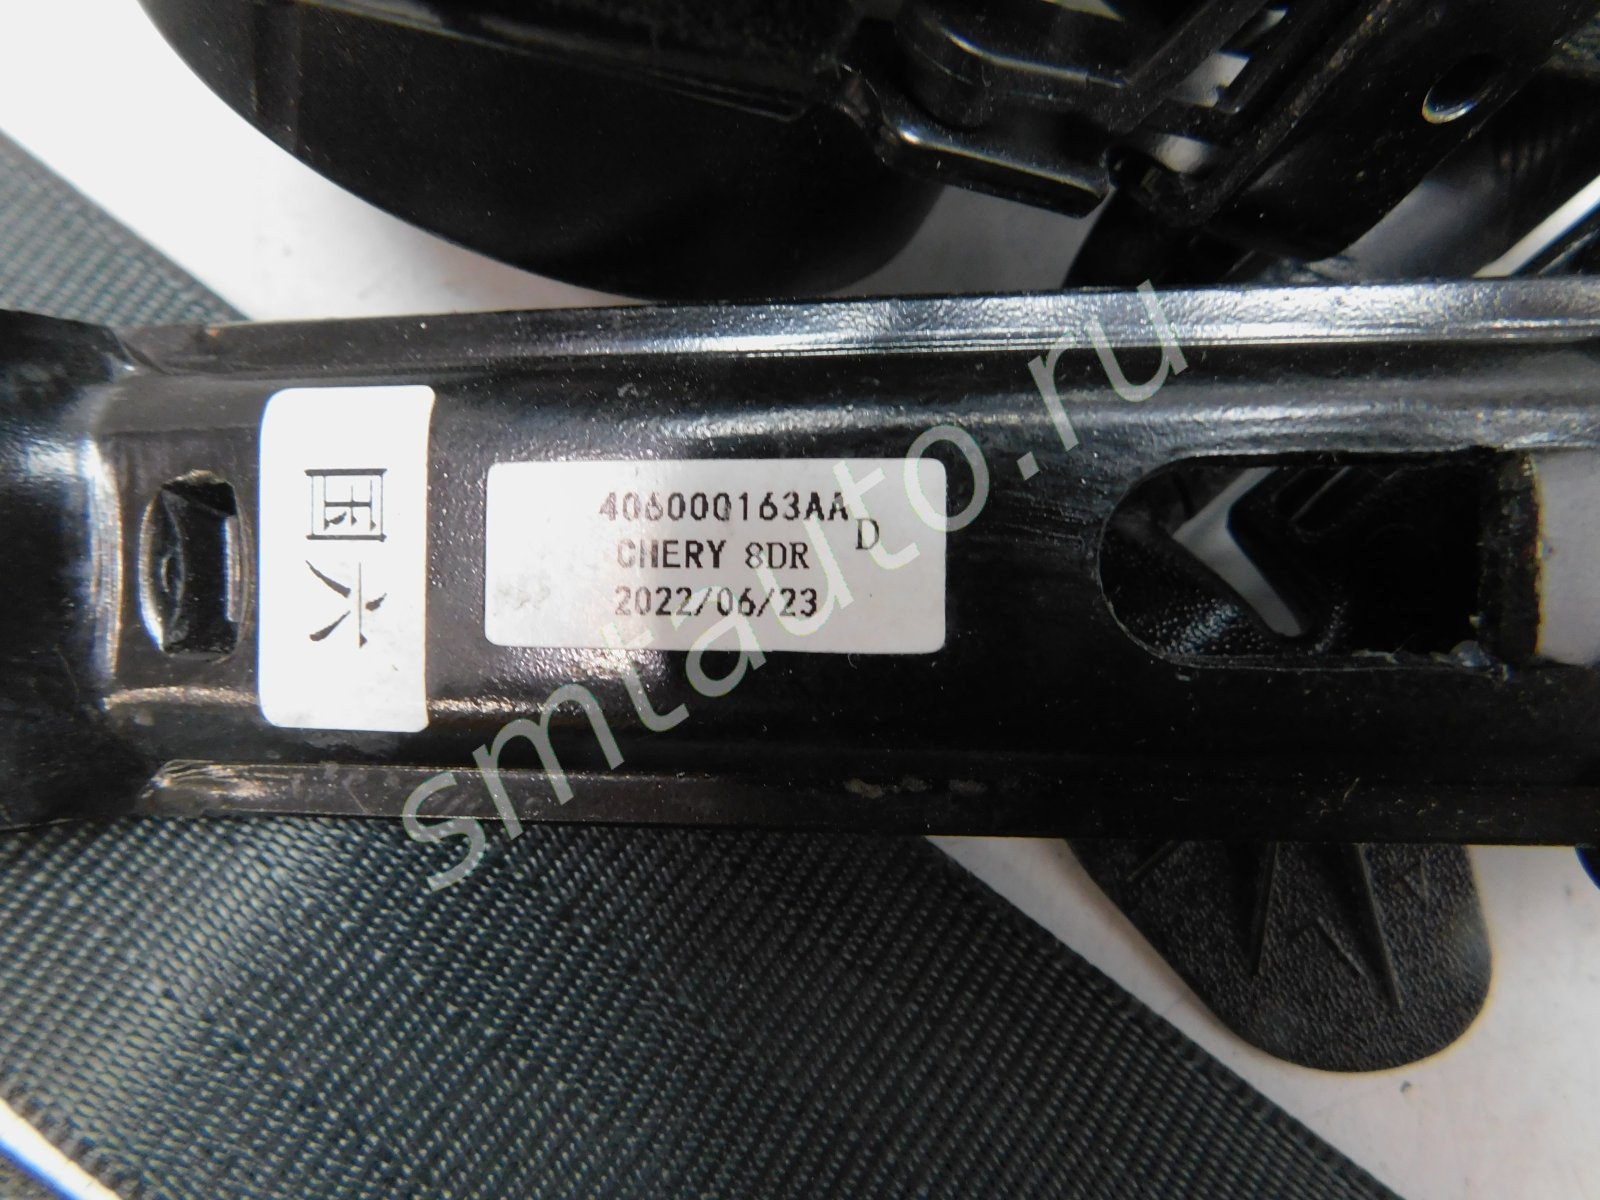 国六
406000163AA
D
CHERY 8DR
2022/06/23
smtauto.ru